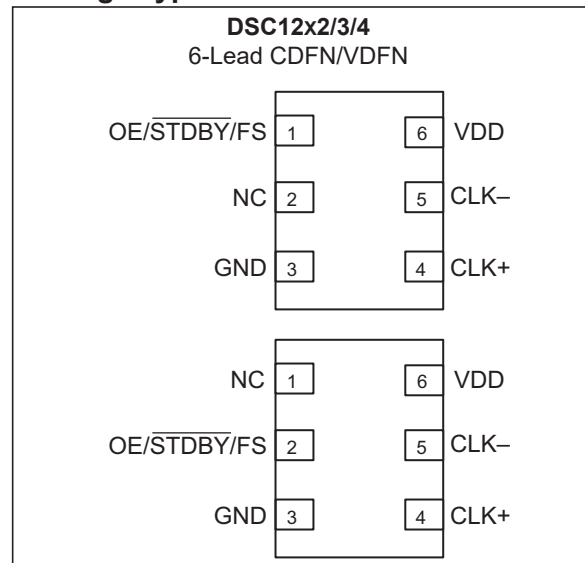 DSC12x2/3/4
6-Lead CDFN/VDFN
OE/STDBY/FS 1 6 VDD
NC 2 5 CLK–
GND 3 4 CLK+
NC 1 6 VDD
OE/STDBY/FS 2 5 CLK–
GND 3 4 CLK+